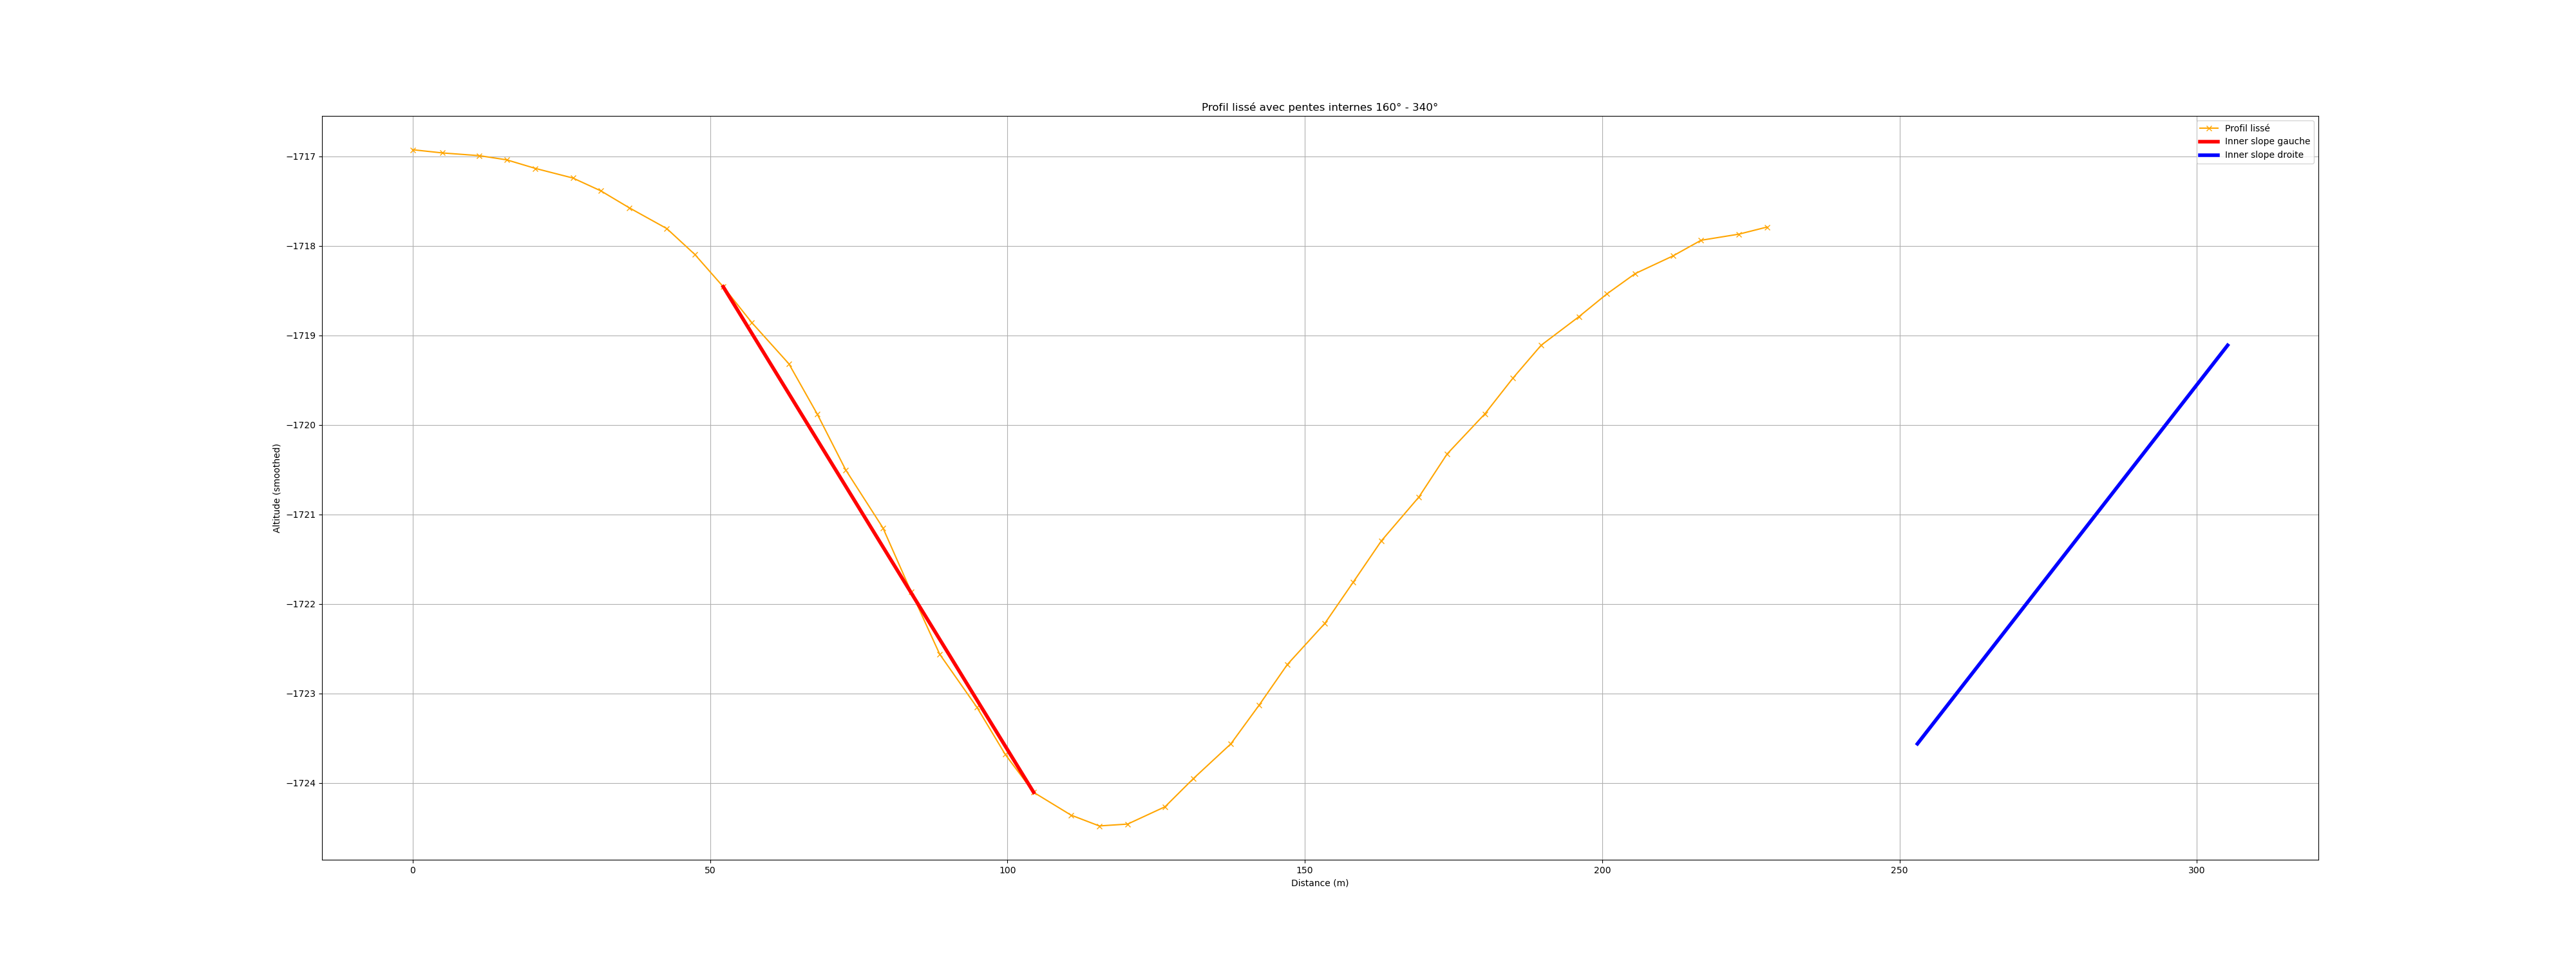 Profil lissé avec pentes internes 160° - 340°
Profil lissé
Inner slope gauche
Inner slope droite
−1717
−1718
−1719
−1720
−1721
−1722
−1723
−1724
Altitude (smoothed)
0
50
100
150
200
250
300
Distance (m)